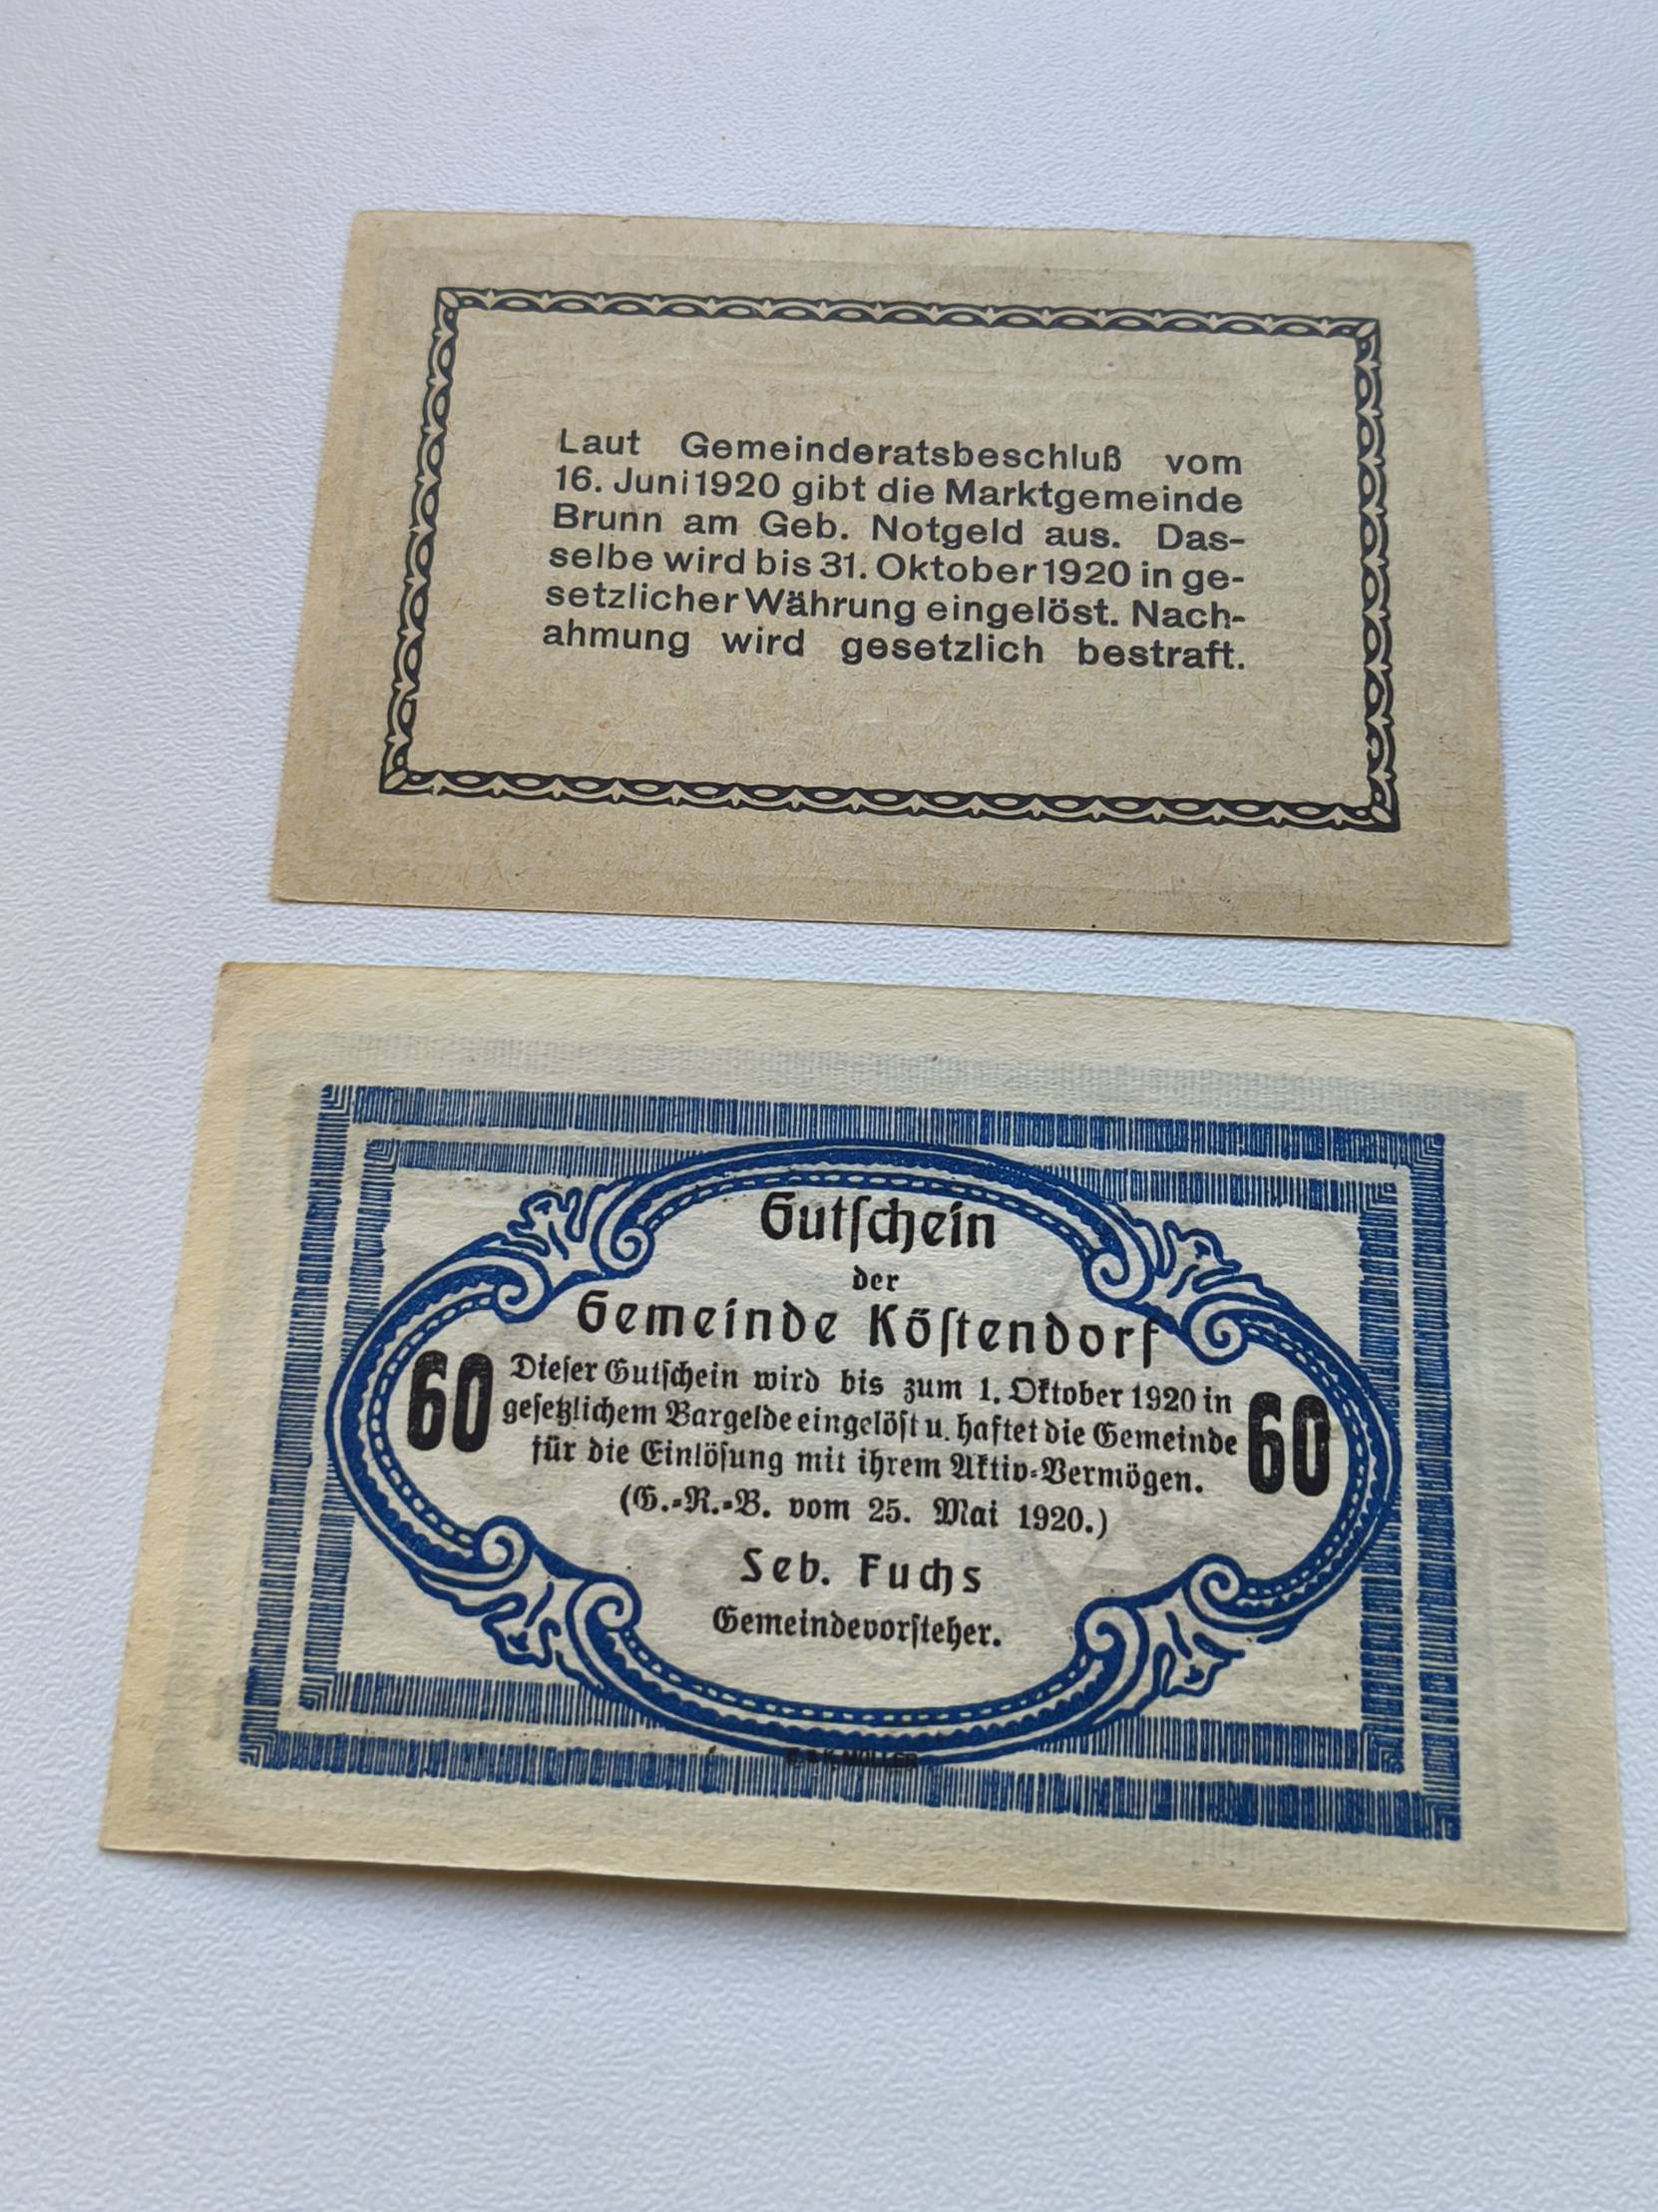 Laut Gemeinderatsbeschluß vom
16. Juni 1920 gibt die Marktgemeinde
Brunn am Geb. Notgeld aus. Das-
selbe wird bis 31. Oktober 1920 in ge-
setzlicher Währung eingelöst. Nach-
ahmung wird gesetzlich bestraft.
Gutſchein
der
Gemeinde Köſtendorf
60 Dieſer Gutſchein wird bis zum 1. Oktober 1920 in 60
geſetzlichem Bargelde eingelöſt u. haftet die Gemeinde
für die Einlöſung mit ihrem Aktiv-Vermögen.
(G.-R.-B. vom 25. Mai 1920.)
Seb. Fuchs
Gemeindevorſteher.
MÜLLER